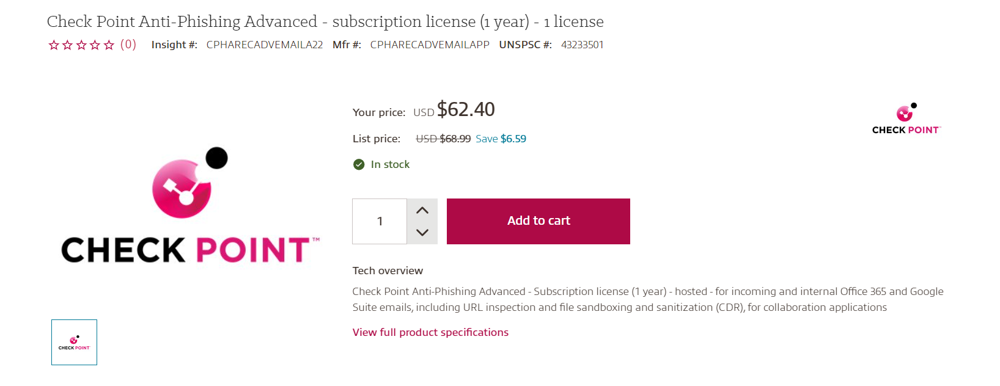 Check Point Anti-Phishing Advanced - subscription license (1 year) - 1 license
(0) Insight #: CPHARECADVEMAILA22 Mfr #: CPHARECADVEMAILAPP UNSPSC #: 43233501
Your price: USD $62.40
CHECK POINT™
List price: USD $68.99 Save $6.59
In stock
CHECK POINT™
1
Add to cart
Tech overview
Check Point Anti-Phishing Advanced - Subscription license (1 year) - hosted - for incoming and internal Office 365 and Google
Suite emails, including URL inspection and file sandboxing and sanitization (CDR), for collaboration applications
View full product specifications
CHECK POINT